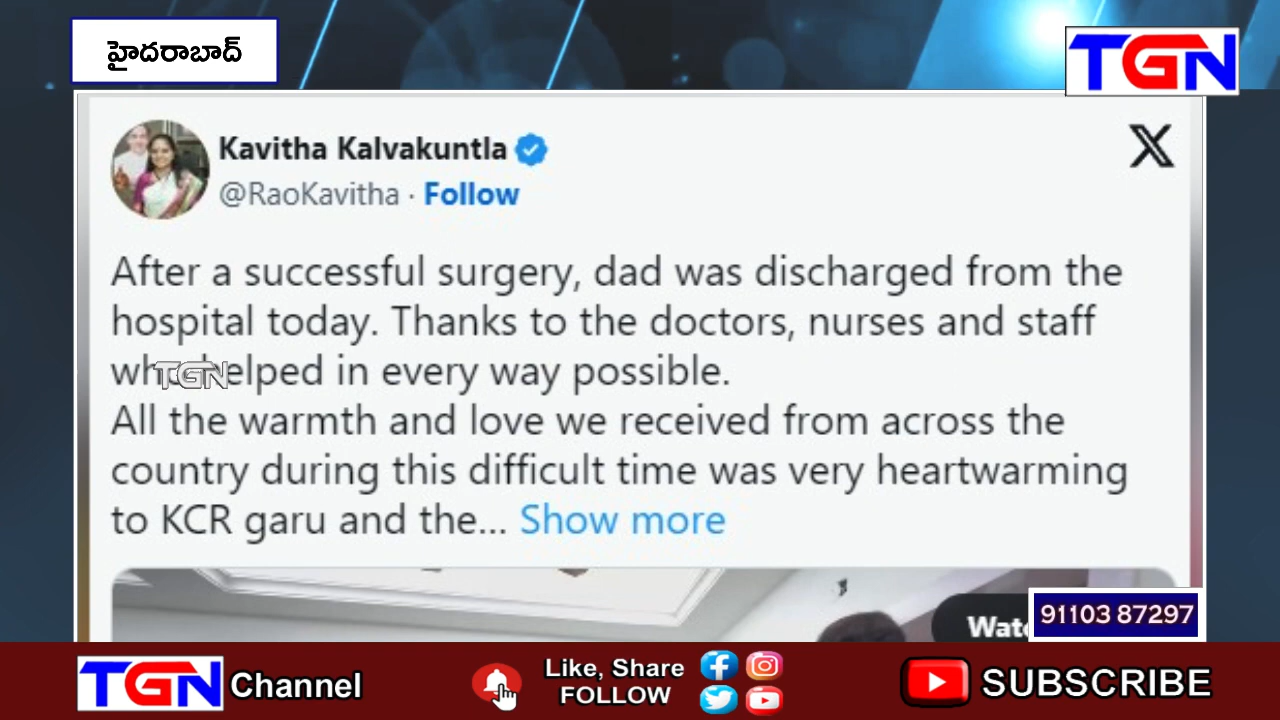 హైదరాబాద్
TGN
Kavitha Kalvakuntla
X
@RaoKavitha · Follow
After a successful surgery, dad was discharged from the
hospital today. Thanks to the doctors, nurses and staff
who helped in every way possible.
TGN
All the warmth and love we received from across the
country during this difficult time was very heartwarming
to KCR garu and the... Show more
91103 87297
TGN Channel
Like, Share
FOLLOW
SUBSCRIBE